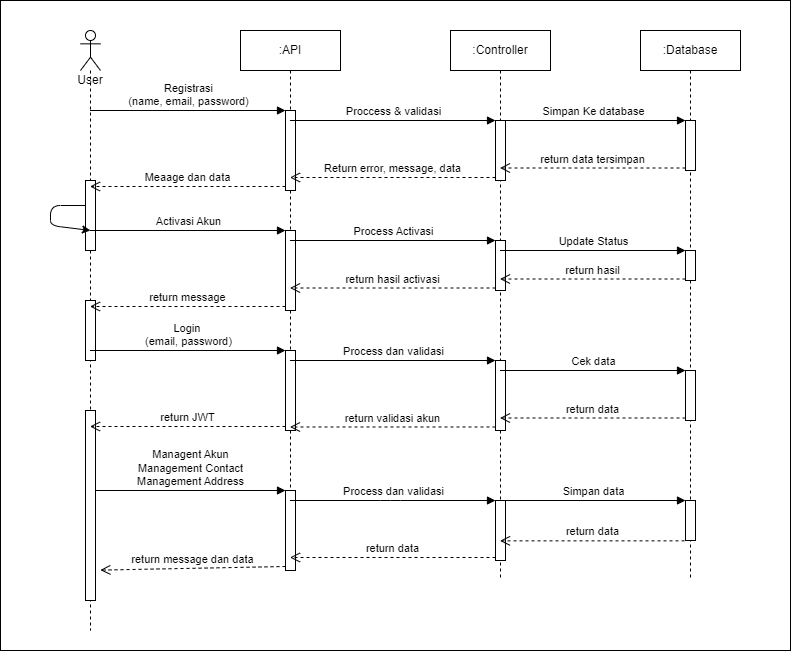 User
:API
:Controller
:Database
Registrasi
(name, email, password)
Proccess & validasi
Simpan Ke database
return data tersimpan
Return error, message, data
Meaage dan data
Activasi Akun
Process Activasi
Update Status
return hasil
return hasil activasi
return message
Login
(email, password)
Process dan validasi
Cek data
return data
return validasi akun
return JWT
Managent Akun
Management Contact
Management Address
Process dan validasi
Simpan data
return data
return data
return message dan data